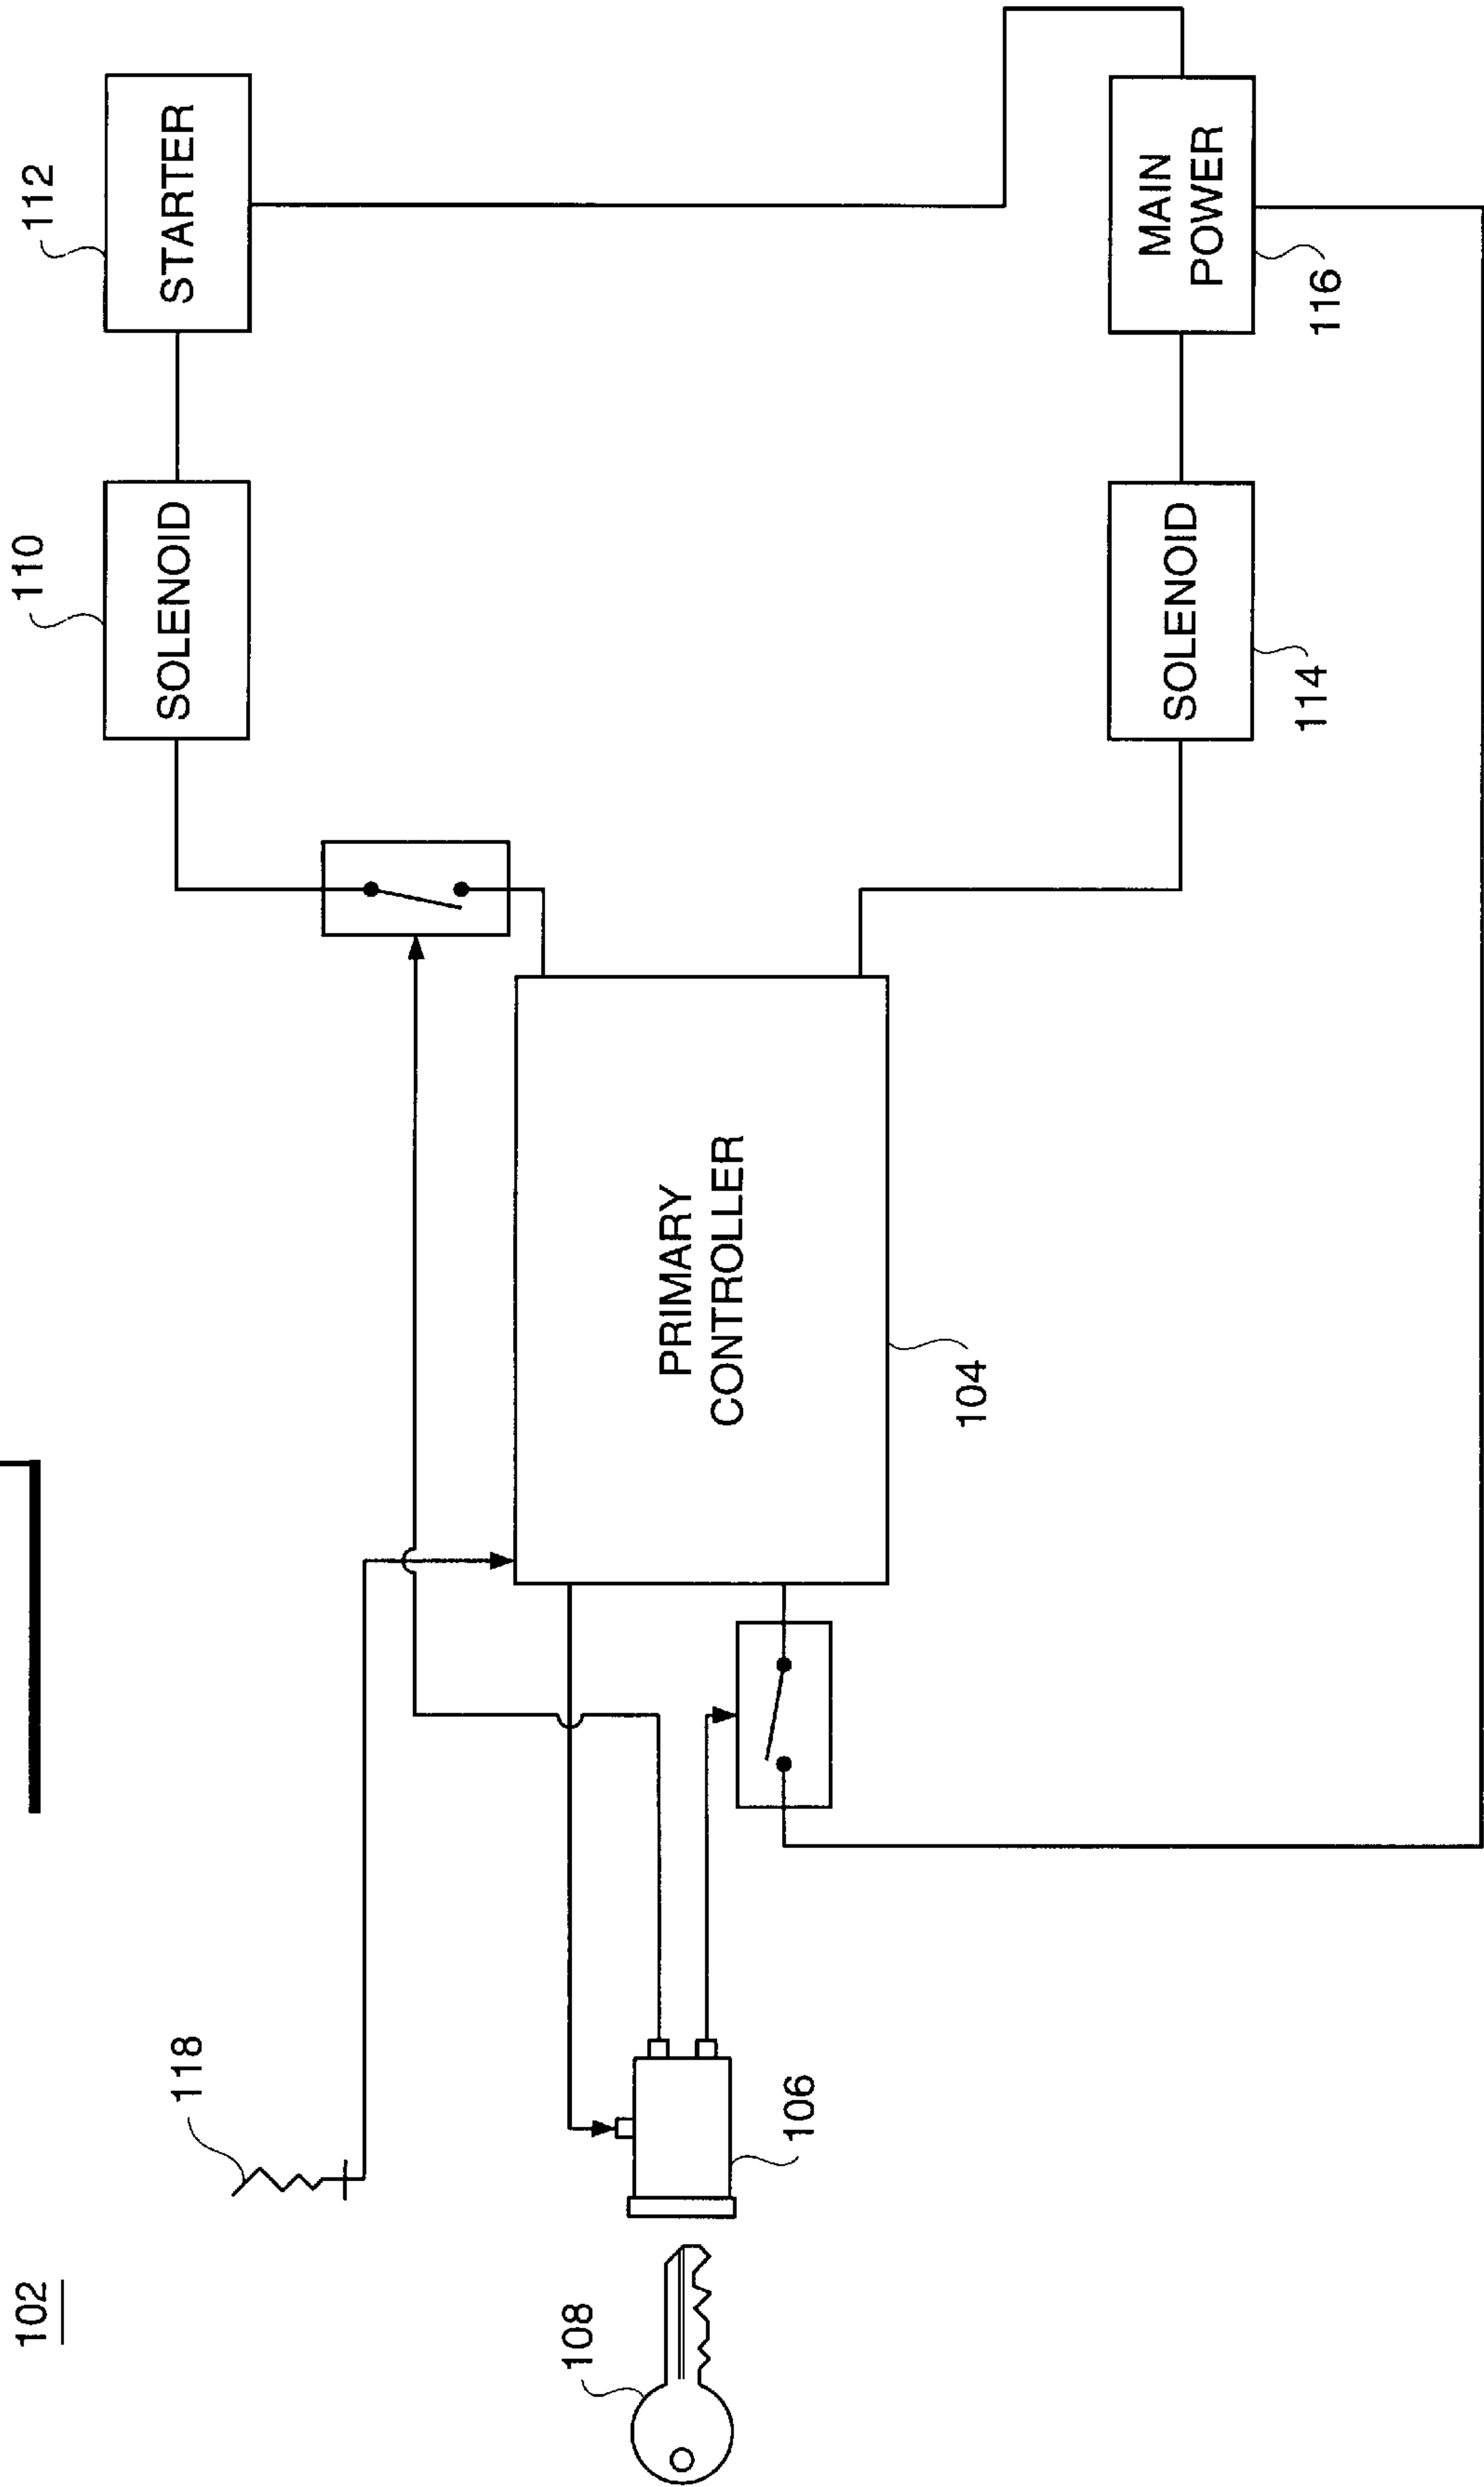 102
118
108
106
PRIMARY
CONTROLLER
104
110
SOLENOID
112
STARTER
SOLENOID
114
MAIN
POWER
116